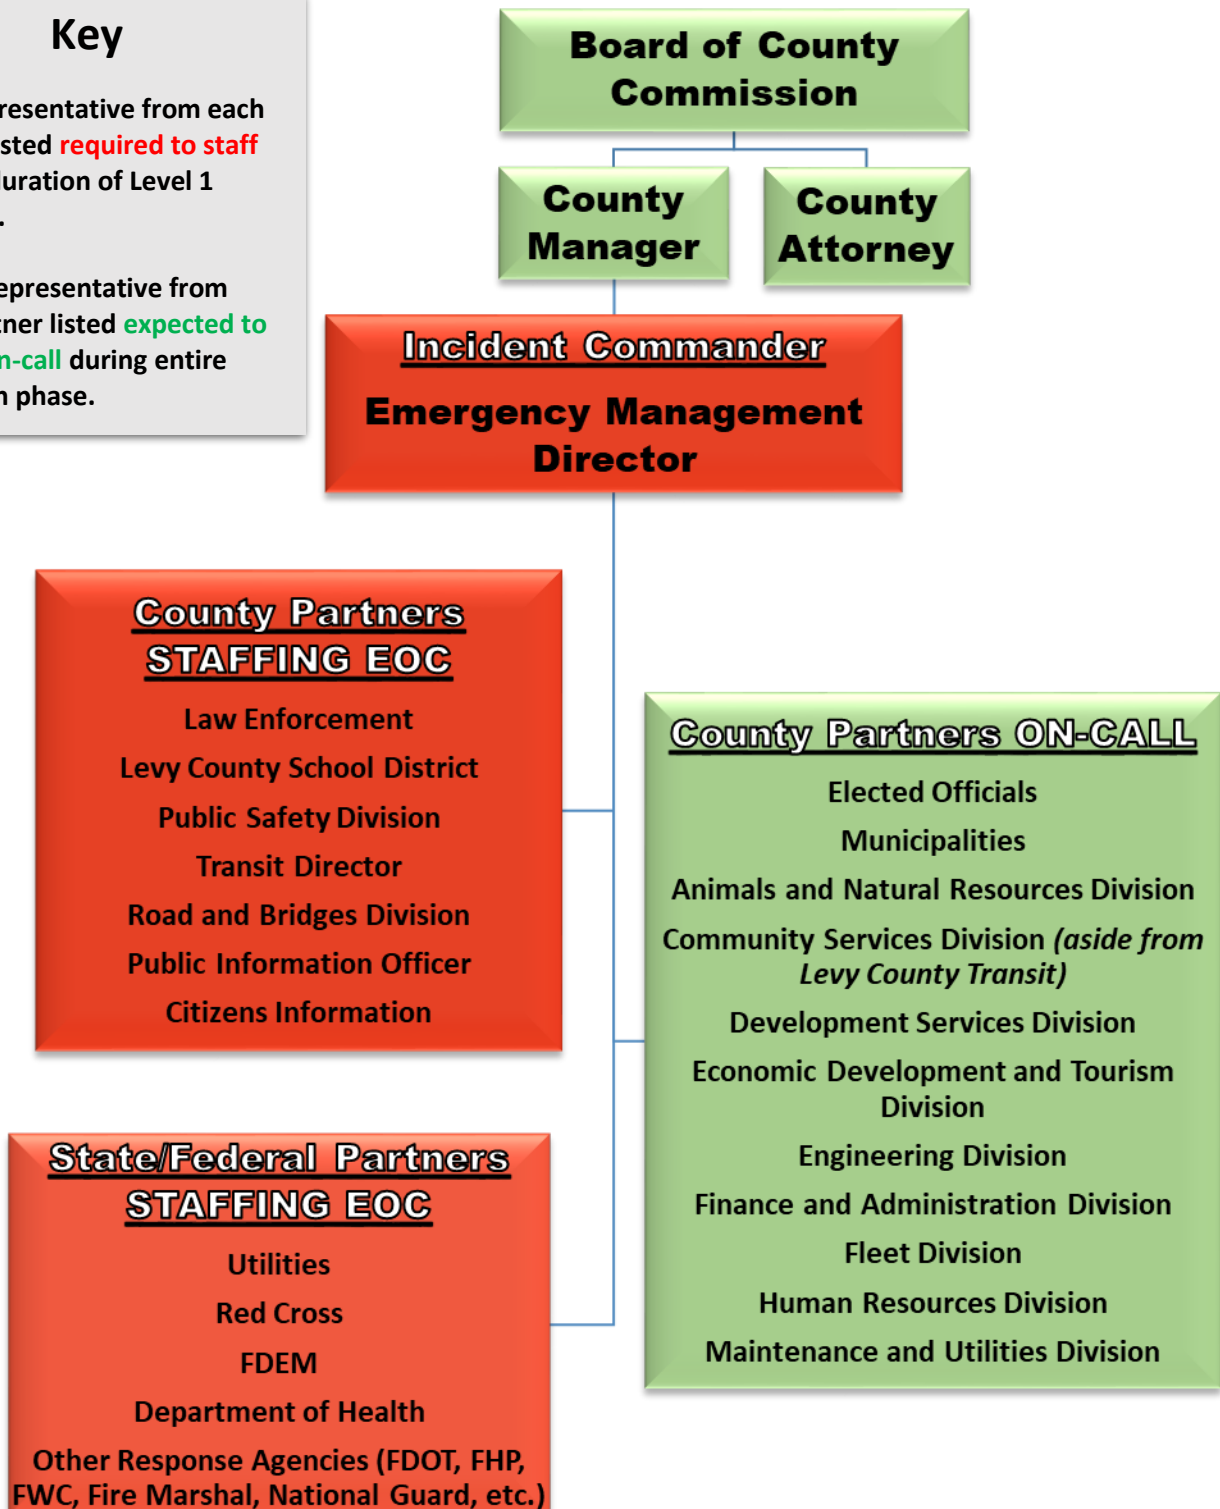 Key
presentative from each
sted required to staff
duration of Level 1
.
representative from
tner listed expected to
n-call during entire
n phase.
Board of County
Commission
County
Manager
County
Attorney
Incident Commander
Emergency Management
Director
County Partners
STAFFING EOC
Law Enforcement
Levy County School District
Public Safety Division
Transit Director
Road and Bridges Division
Public Information Officer
Citizens Information
County Partners ON-CALL
Elected Officials
Municipalities
Animals and Natural Resources Division
Community Services Division (aside from
Levy County Transit)
Development Services Division
Economic Development and Tourism
Division
Engineering Division
Finance and Administration Division
Fleet Division
Human Resources Division
Maintenance and Utilities Division
State/Federal Partners
STAFFING EOC
Utilities
Red Cross
FDEM
Department of Health
Other Response Agencies (FDOT, FHP,
FWC, Fire Marshal, National Guard, etc.)